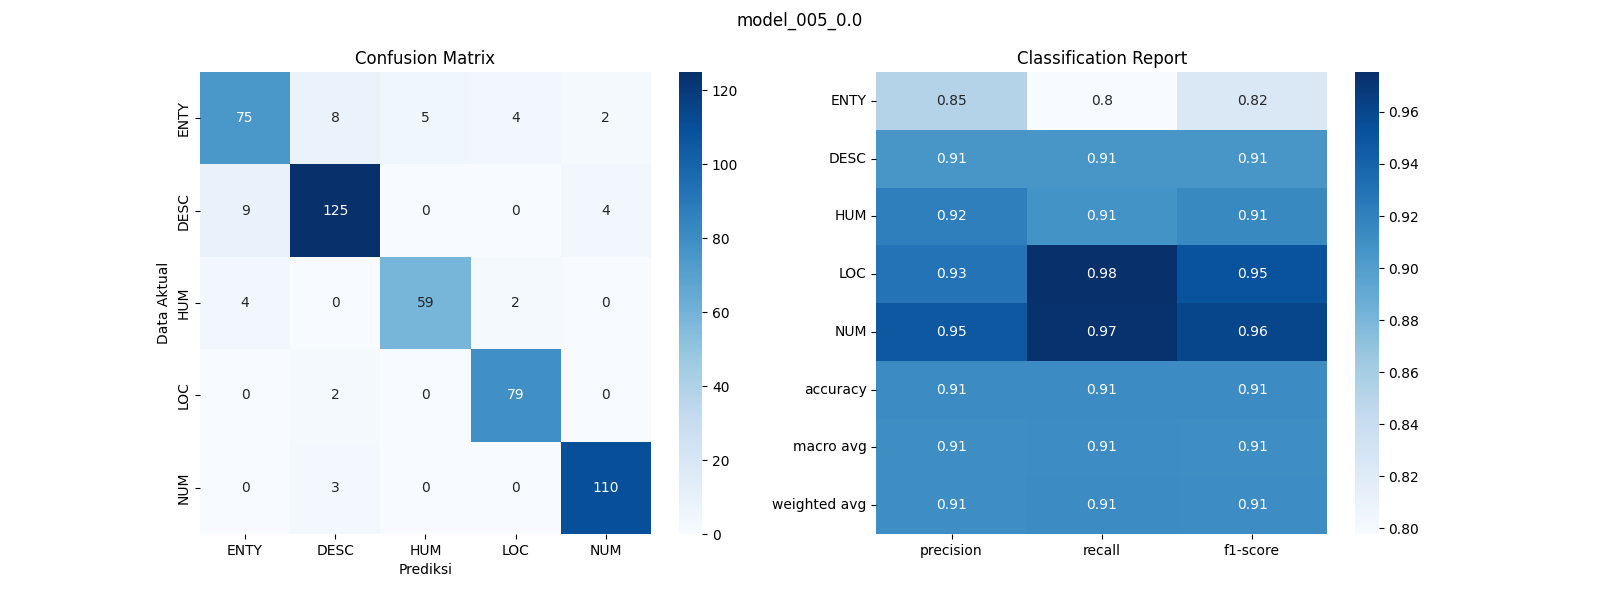 model_005_0.0
Confusion Matrix
ENTY 75 8 5 4 2
DESC 9 125 0 0 4
HUM 4 0 59 2 0
LOC 0 2 0 79 0
NUM 0 3 0 0 110
ENTY DESC HUM LOC NUM
Data Aktual
Prediksi
120
100
80
60
40
20
0
Classification Report
ENTY 0.85 0.8 0.82
DESC 0.91 0.91 0.91
HUM 0.92 0.91 0.91
LOC 0.93 0.98 0.95
NUM 0.95 0.97 0.96
accuracy 0.91 0.91 0.91
macro avg 0.91 0.91 0.91
weighted avg 0.91 0.91 0.91
precision recall f1-score
0.96
0.94
0.92
0.90
0.88
0.86
0.84
0.82
0.80